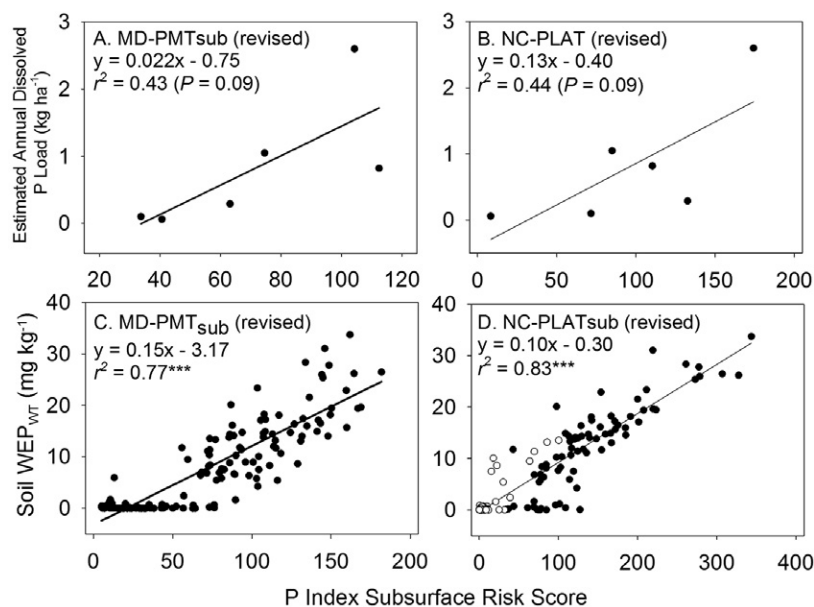 Estimated Annual Dissolved
P Load (kg ha⁻¹)
3
2
1
0
A. MD-PMTsub (revised)
y = 0.022x - 0.75
r² = 0.43 (P = 0.09)
20 40 60 80 100 120
3
2
1
0
B. NC-PLAT (revised)
y = 0.13x - 0.40
r² = 0.44 (P = 0.09)
0 50 100 150 200
Soil WEP_WT (mg kg⁻¹)
40
30
20
10
0
C. MD-PMT_sub (revised)
y = 0.15x - 3.17
r² = 0.77***
0 50 100 150 200
40
30
20
10
0
D. NC-PLATsub (revised)
y = 0.10x - 0.30
r² = 0.83***
0 100 200 300 400
P Index Subsurface Risk Score